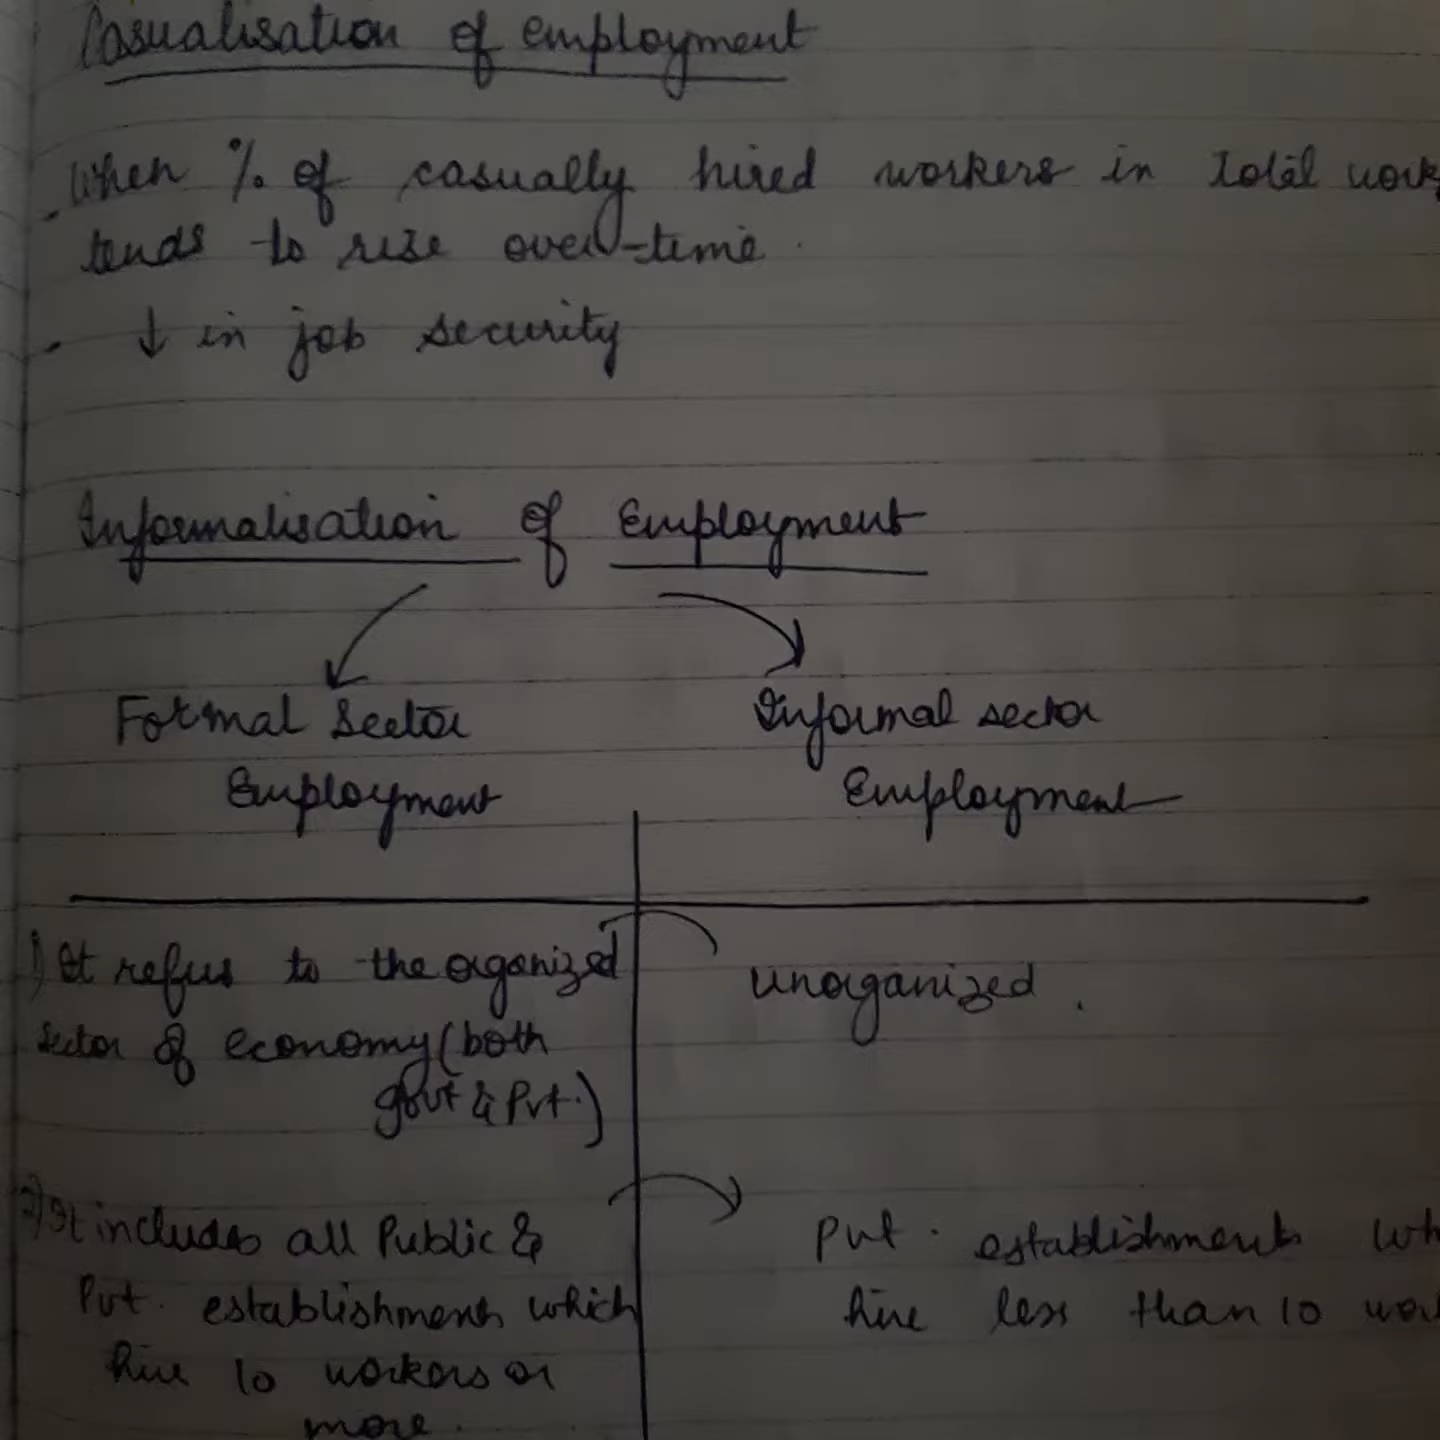 Casualisation of employment
. When % of casually hired workers in total work
tends to rise over-time.
. ↓ in job security
Informalisation of Employment
Formal Sector
Employment
Informal sector
Employment
1) It refers to the organized
sector of economy (both
govt & Pvt.)
unorganized.
2) It includes all Public &
Pvt. establishments which
hire 10 workers or
more.
Pvt. establishments wh
hire less than 10 wor